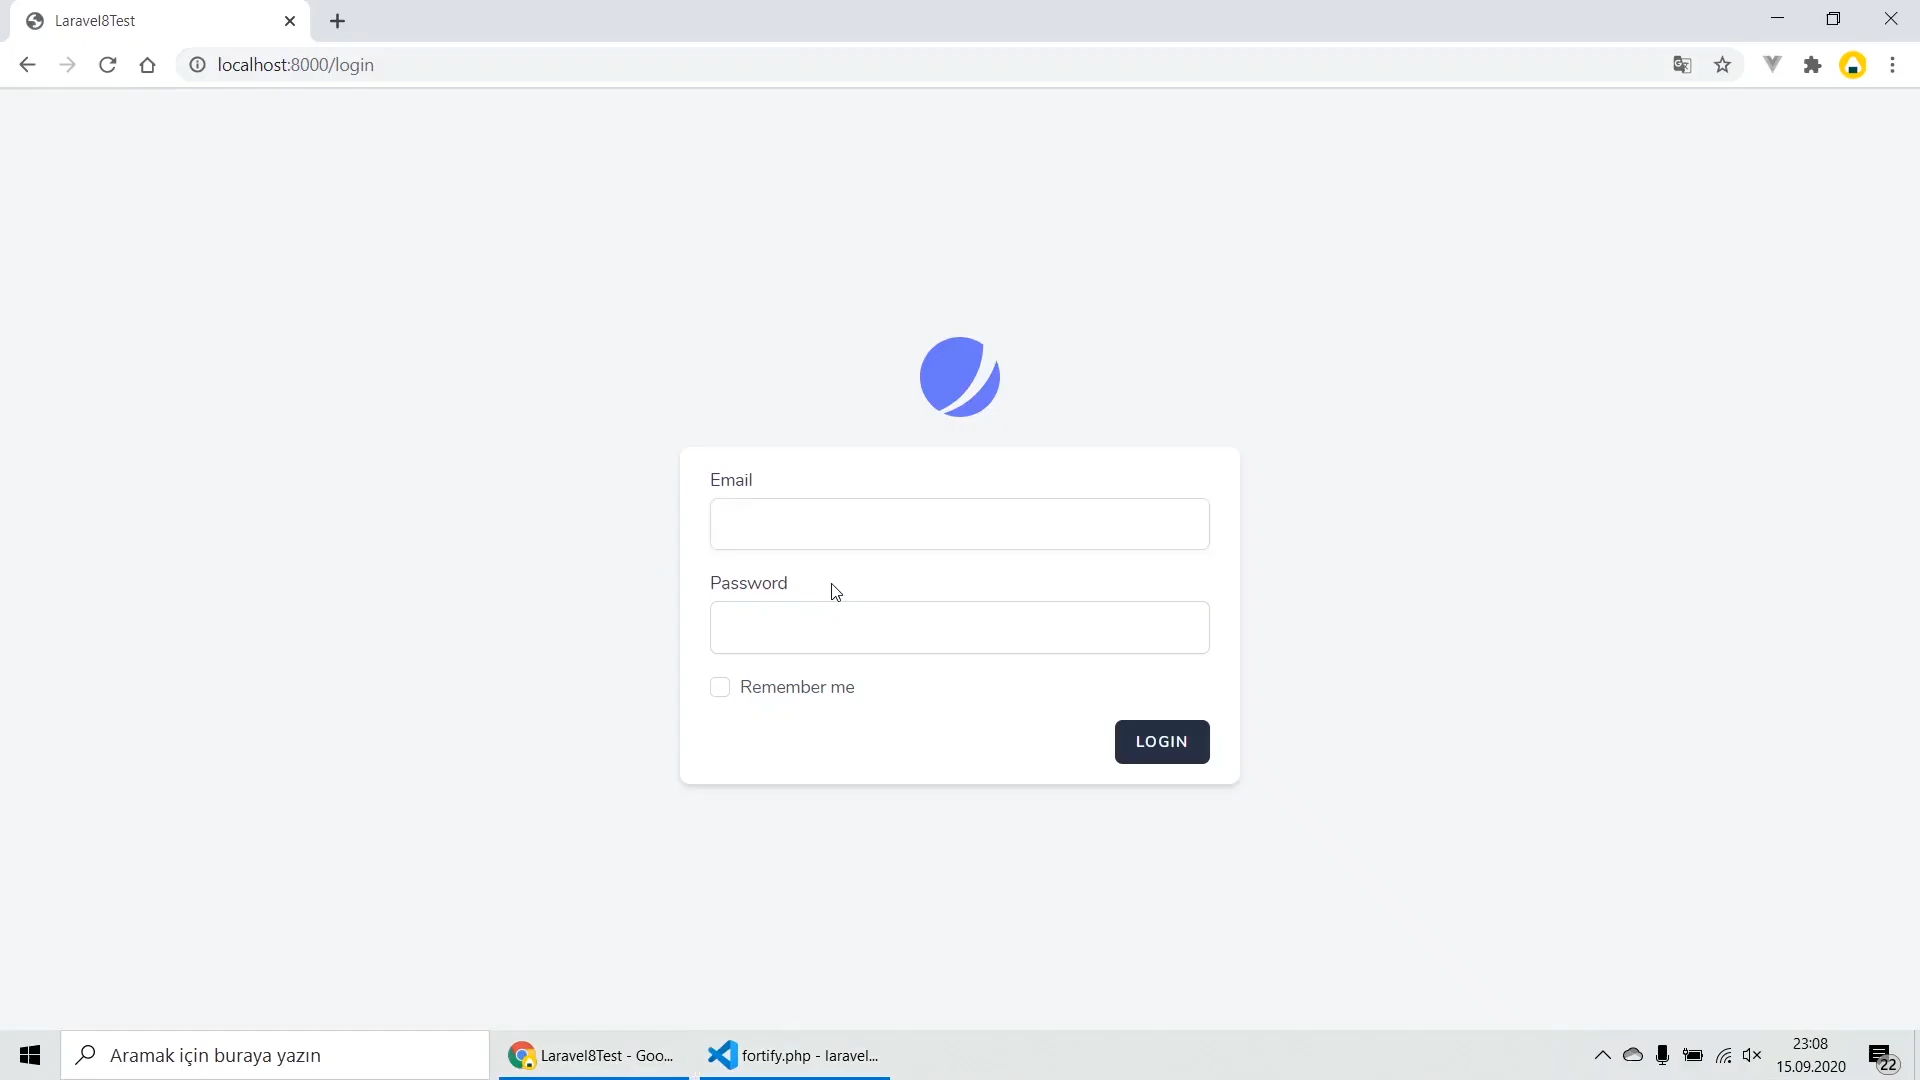 Laravel8Test
localhost:8000/login
Email
Password
Remember me
LOGIN
Aramak için buraya yazın
Laravel8Test - Goo...
fortify.php - laravel...
23:08
15.09.2020
22